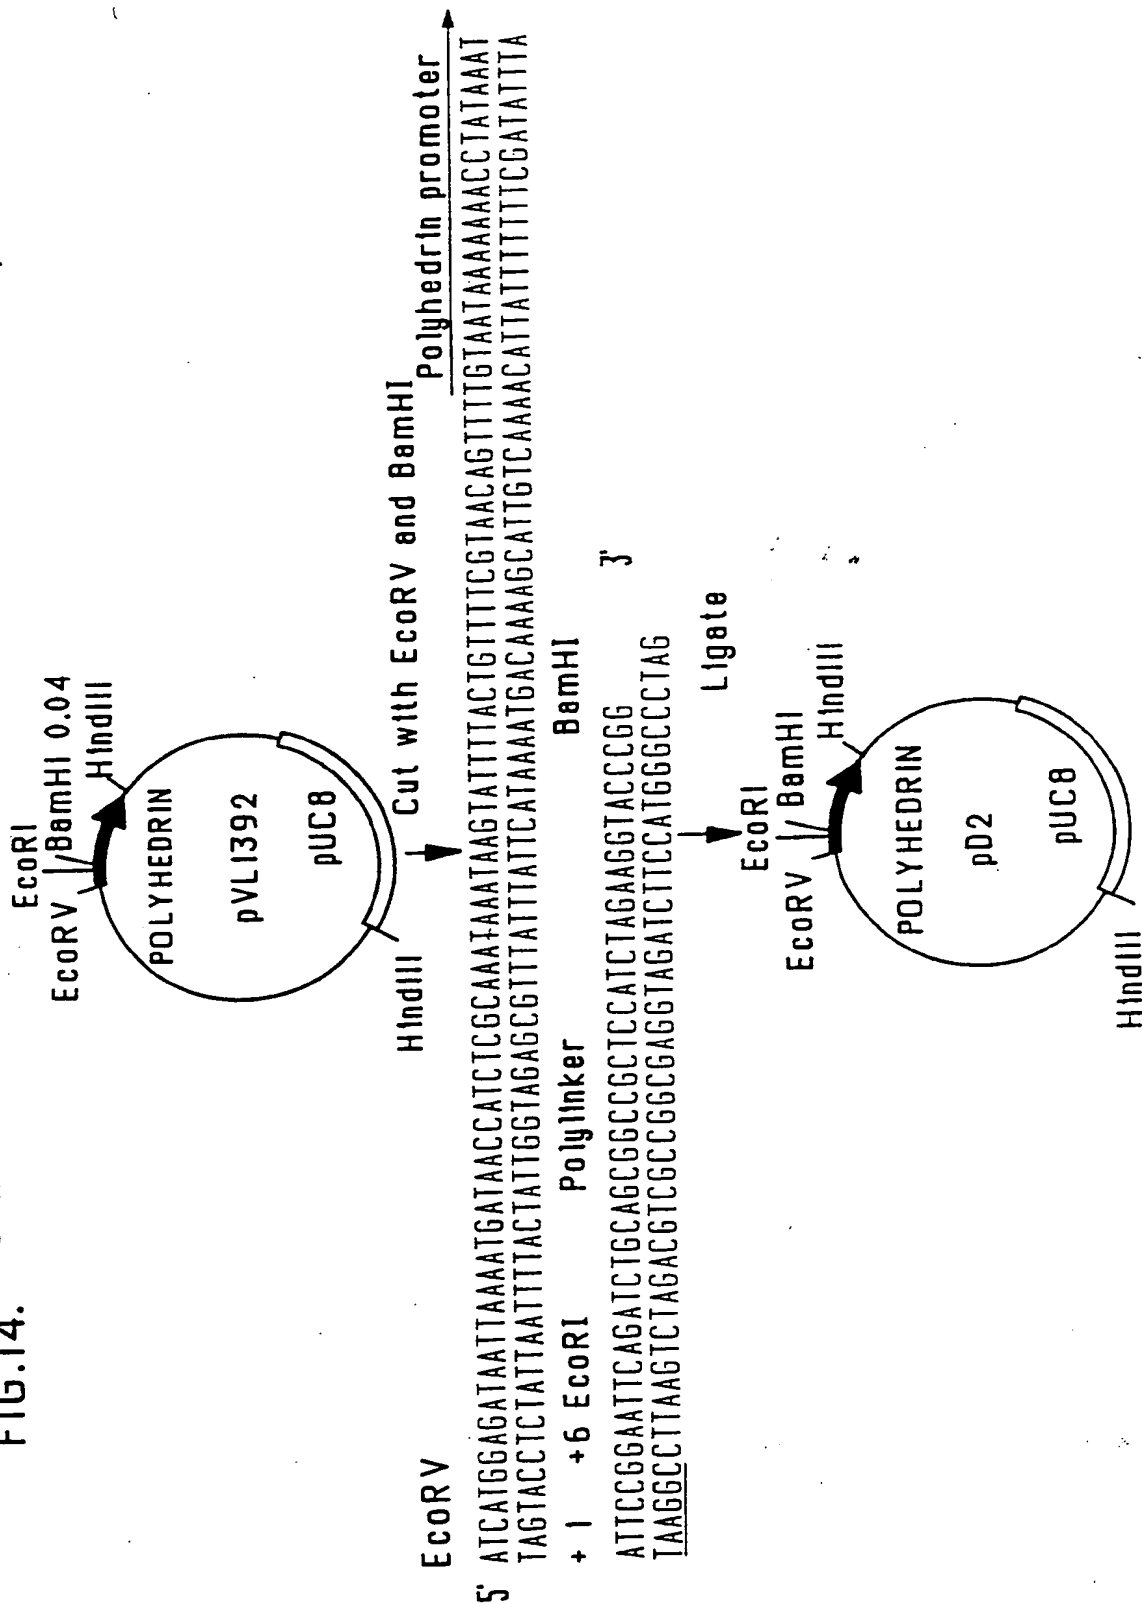 FIG.14.
EcoRI
EcoRV
BamHI 0.04
HindIII
POLYHEDRIN
pVL1392
pUC8
HindIII
Cut with EcoRV and BamHI
EcoRV
Polyhedrin promoter
5' ATCATGGAGATAATTAAAATGATAACCATCTCGCAAATAAATAAGTATTTTACTGTTTTCGTAACAGTTTTGTAATAAAAAAACCTATAAAT
TAGTACCTCTATTAATTTTACTATTGGTAGAGCGTTTATTTATTCATAAAATGACAAAAGCATTGTCAAAACATTATTTTTTTCGATATTTA
+1 +6 EcoRI Polylinker BamHI
ATTCCGGAATTCAGATCTGCAGCGGCCGCTCCATCTAGAAGGTACCCGG 3'
TAAGGCCTTAAGTCTAGACGTCGCCGGCGAGGTAGATCTTCCATGGGCCCTAG
Ligate
EcoRI
EcoRV
BamHI
HindIII
POLYHEDRIN
pD2
pUC8
HindIII